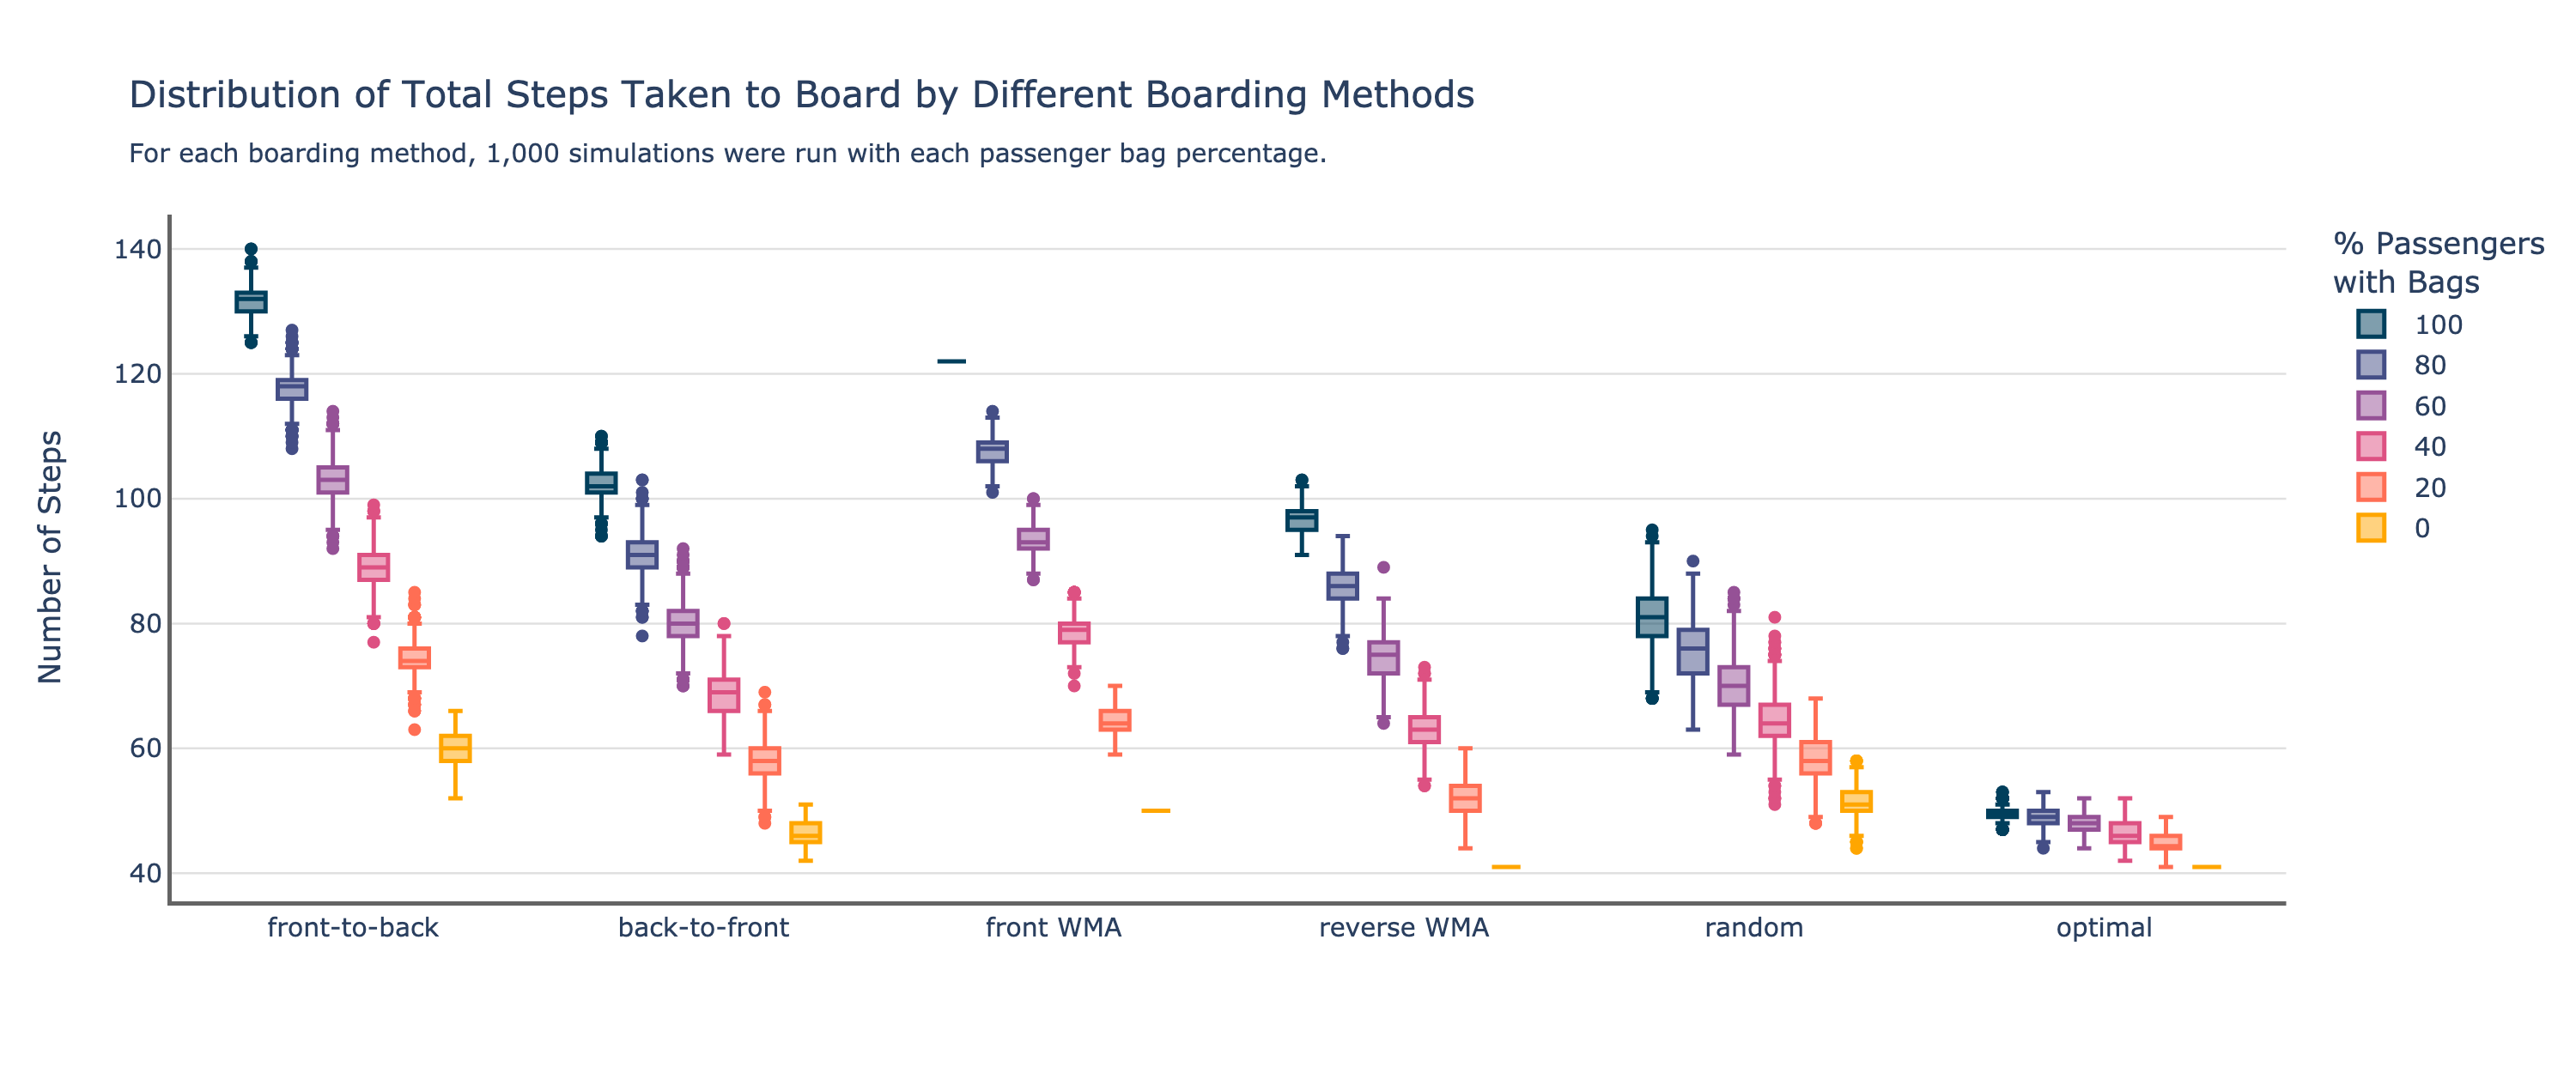 Distribution of Total Steps Taken to Board by Different Boarding Methods
For each boarding method, 1,000 simulations were run with each passenger bag percentage.
Number of Steps
140
120
100
80
60
40
front-to-back
back-to-front
front WMA
reverse WMA
random
optimal
% Passengers
with Bags
100
80
60
40
20
0